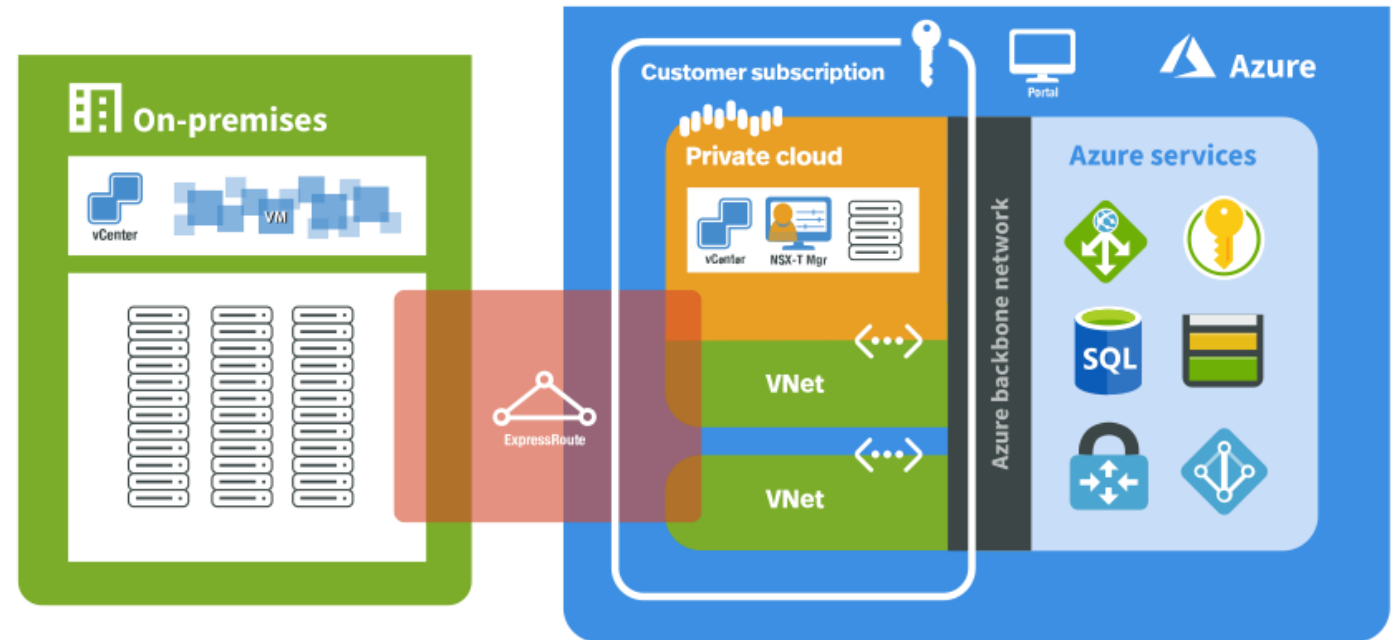 On-premises
vCenter
VM
ExpressRoute
Customer subscription
Portal
Azure
Private cloud
vCenter
NSX-T Mgr
VNet
VNet
Azure backbone network
Azure services
SQL